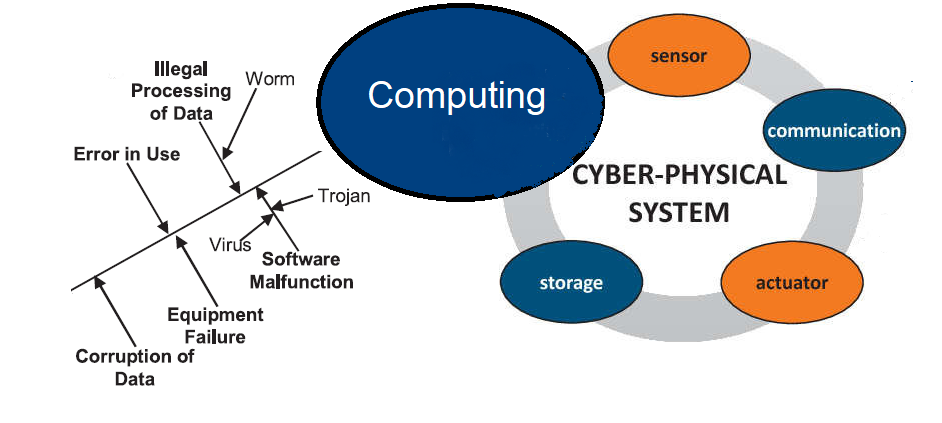 Illegal
Processing
of Data
Worm
Error in Use
Trojan
Virus
Software
Malfunction
Equipment
Failure
Corruption of
Data
Computing
sensor
communication
CYBER-PHYSICAL
SYSTEM
storage
actuator